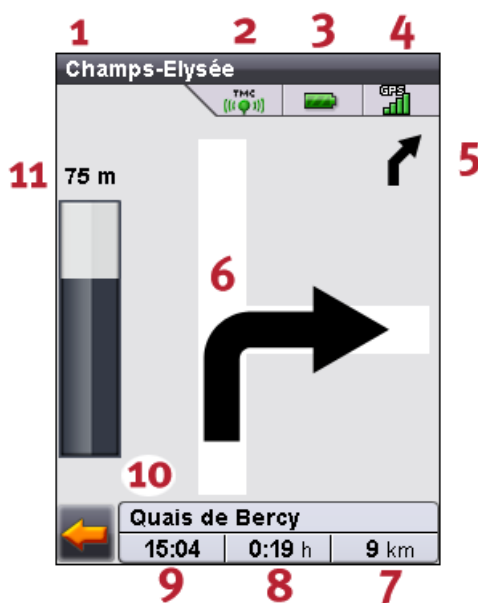 1 2 3 4
Champs-Elysée
TMC GPS
5
11 75 m
6
10
Quais de Bercy
15:04 0:19 h 9 km
9 8 7